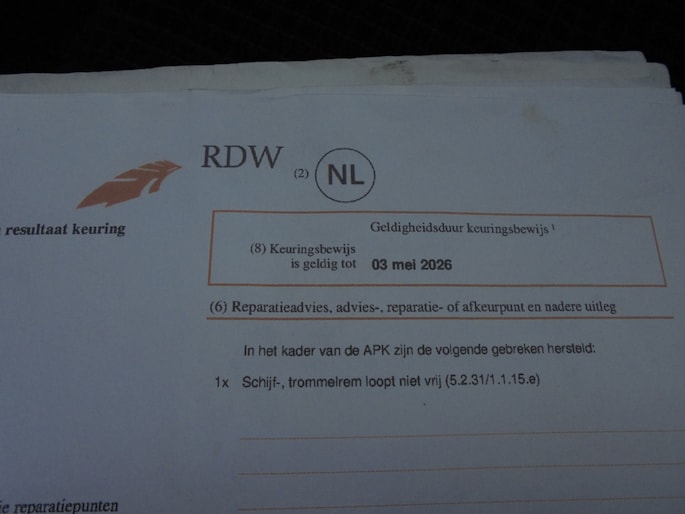 RDW (2) NL
resultaat keuring
Geldigheidsduur keuringsbewijs 1
(8) Keuringsbewijs
is geldig tot 03 mei 2026
(6) Reparatieadvies, advies-, reparatie- of afkeurpunt en nadere uitleg
In het kader van de APK zijn de volgende gebreken hersteld:
1x Schijf-, trommelrem loopt niet vrij (5.2.31/1.1.15.e)
reparatiepunten